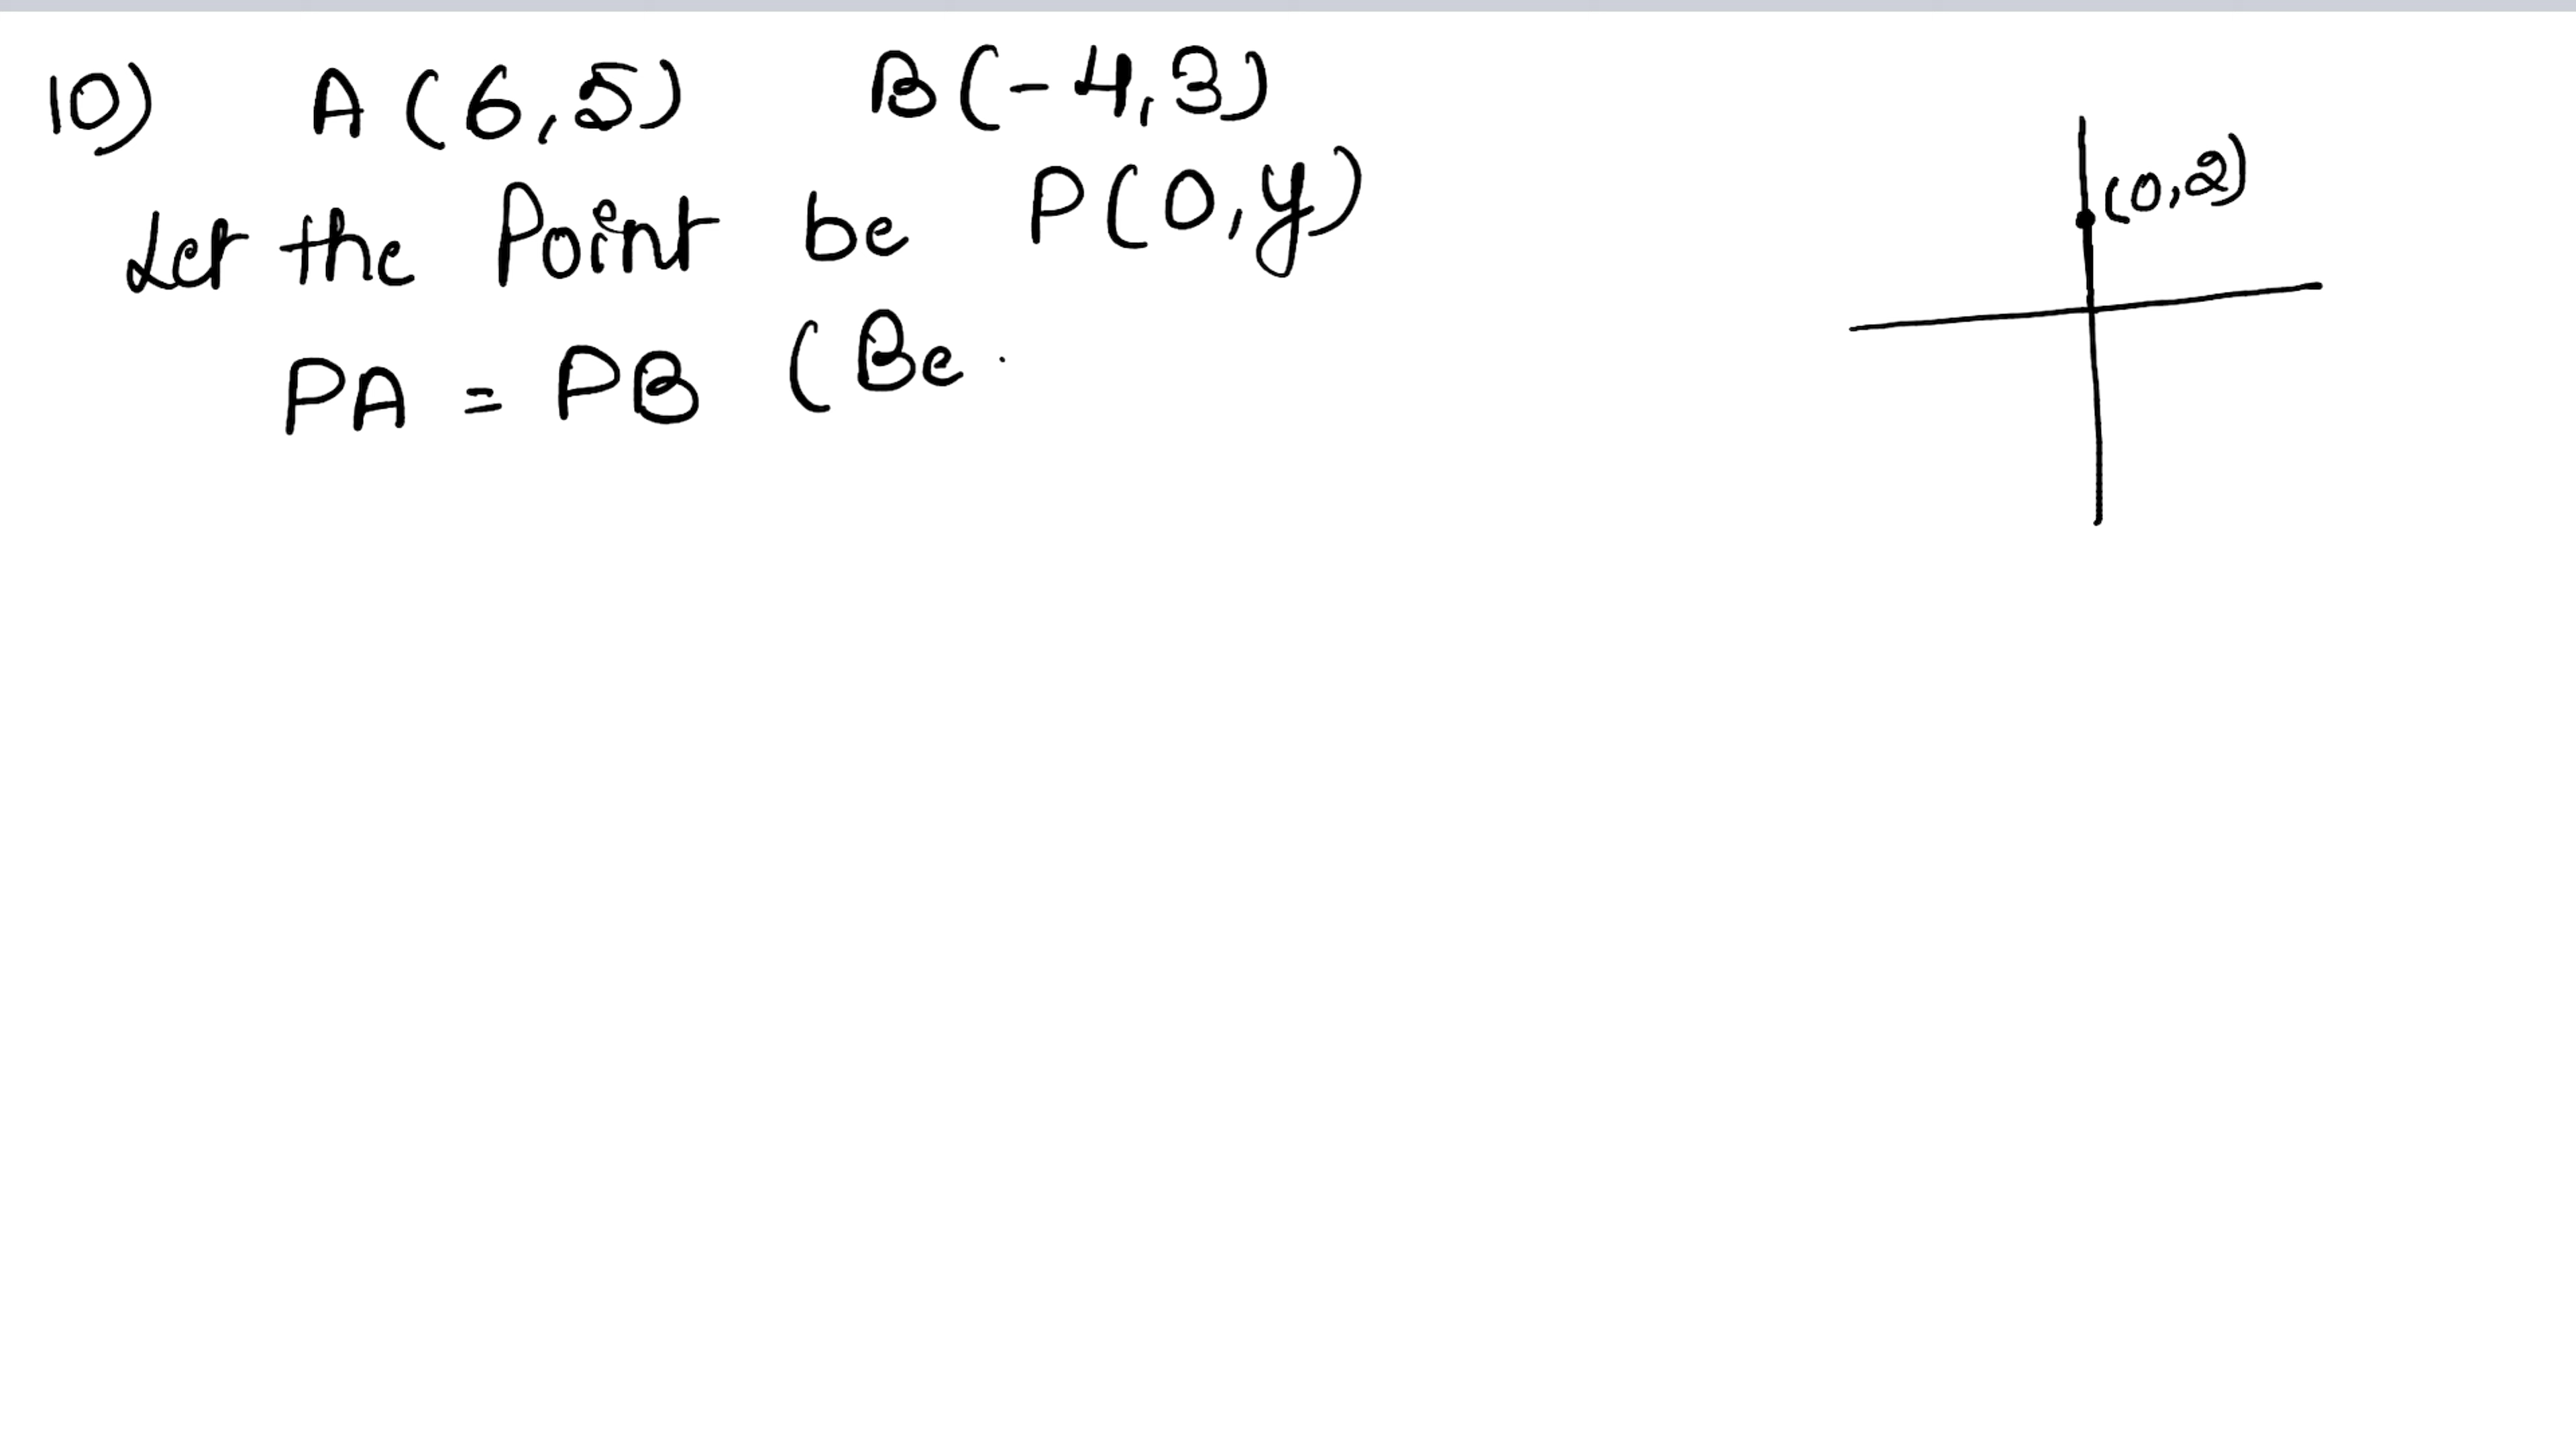 10) A (6,5) B(-4,3)
Let the Point be P(0,y)
PA = PB (Be
(0,2)